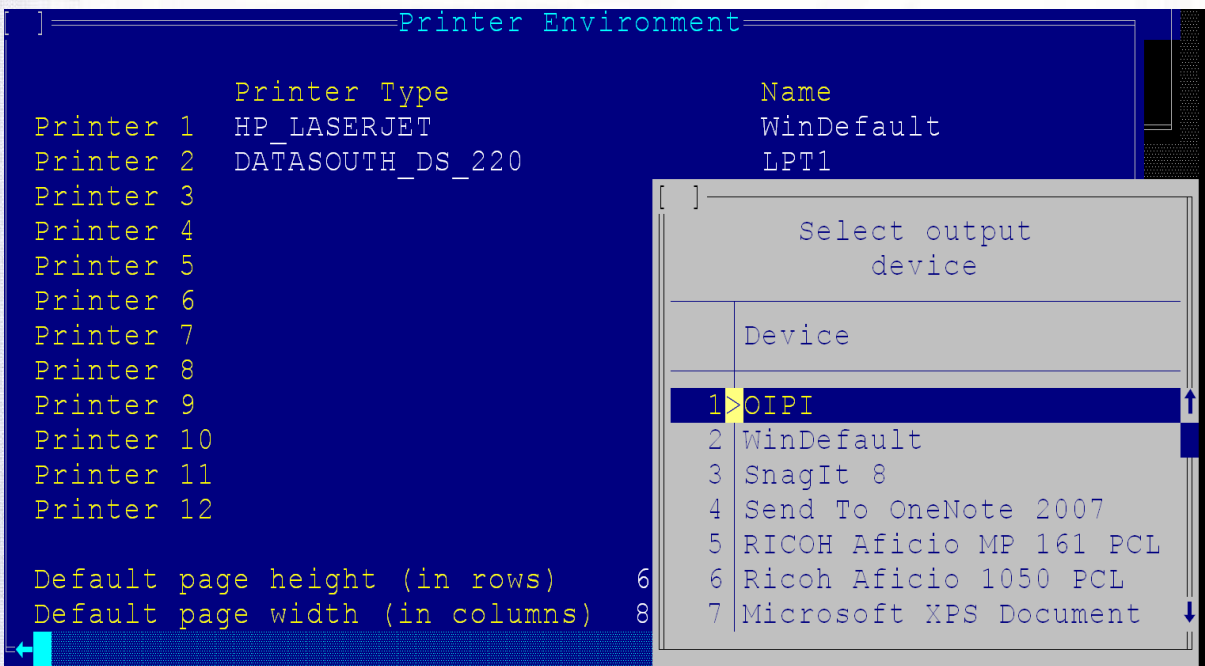 [ ] Printer Environment
Printer Type Name
Printer 1 HP_LASERJET WinDefault
Printer 2 DATASOUTH_DS_220 LPT1
Printer 3
Printer 4
Printer 5
Printer 6
Printer 7
Printer 8
Printer 9
Printer 10
Printer 11
Printer 12
Default page height (in rows) 6
Default page width (in columns) 8
[ ]
Select output
device
Device
1>OIPI
2 WinDefault
3 SnagIt 8
4 Send To OneNote 2007
5 RICOH Aficio MP 161 PCL
6 Ricoh Aficio 1050 PCL
7 Microsoft XPS Document